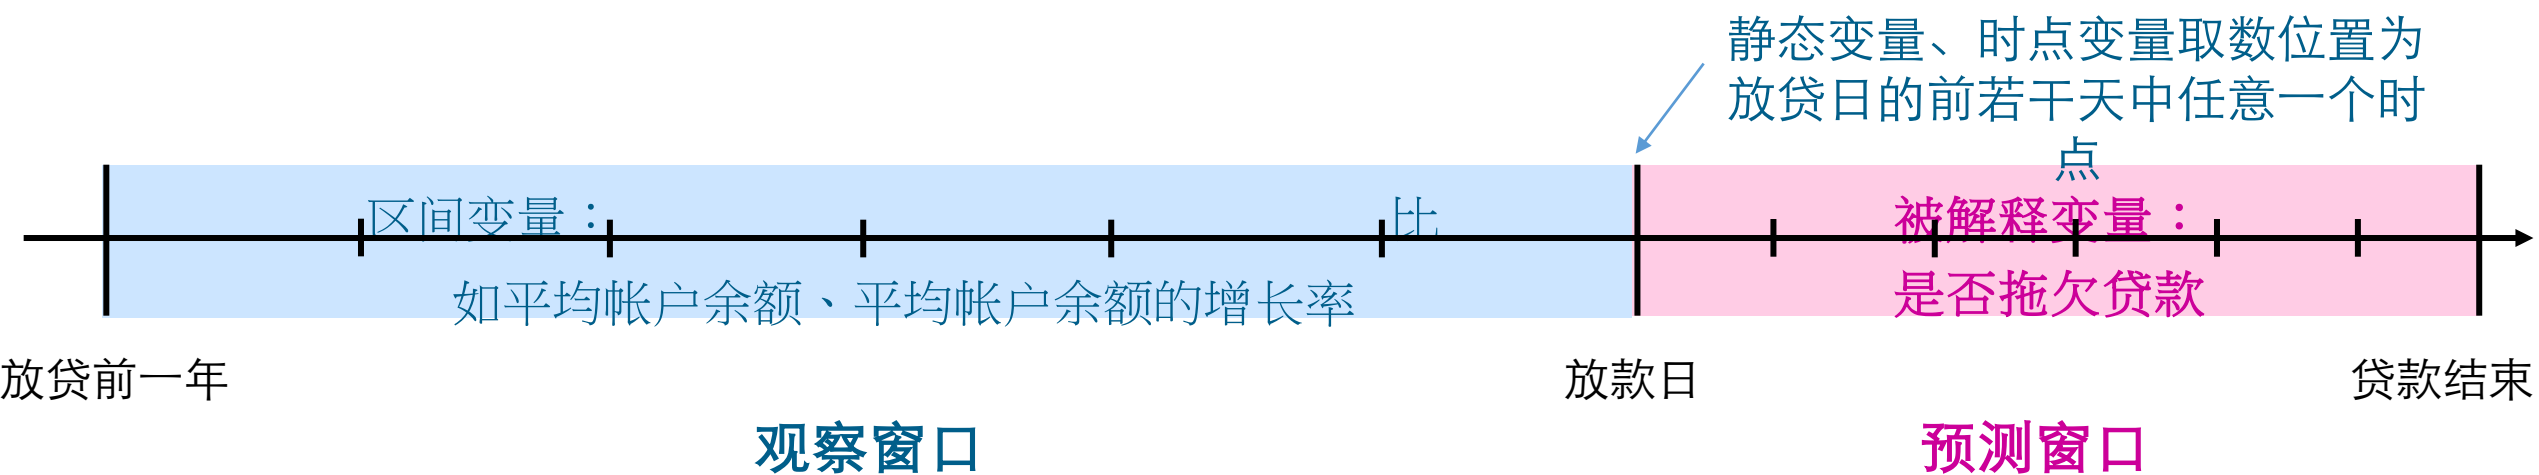 静态变量、时点变量取数位置为
放贷日的前若干天中任意一个时
点
区间变量： 比
如平均帐户余额、平均帐户余额的增长率
被解释变量：
是否拖欠贷款
放贷前一年
放款日
贷款结束
观察窗口
预测窗口